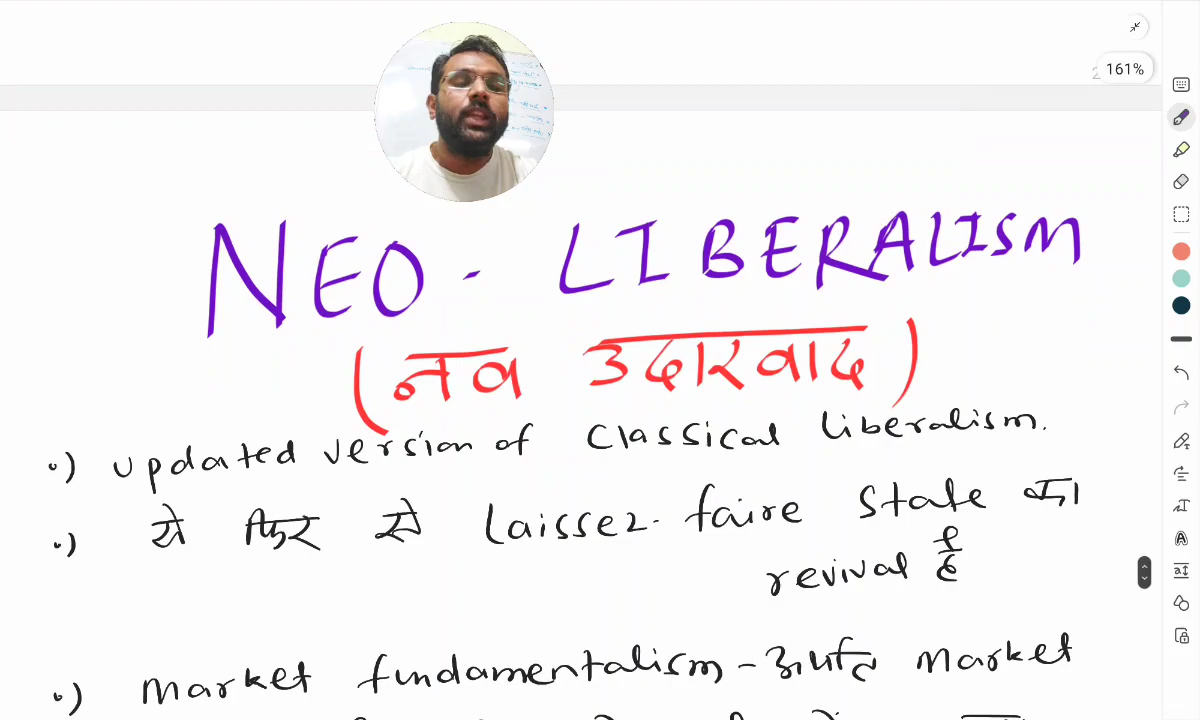 161%
NEO - LIBERALISM
(नव उदारवाद)
•) updated version of classical liberalism.
•) ये फिर से laissez-faire state का
revival है
•) market fundamentalism - अर्थात market